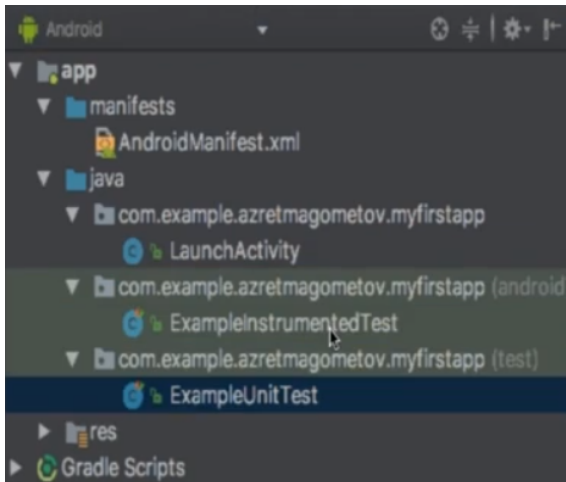 Android
app
manifests
AndroidManifest.xml
java
com.example.azretmagometov.myfirstapp
LaunchActivity
com.example.azretmagometov.myfirstapp (android
ExampleInstrumentedTest
com.example.azretmagometov.myfirstapp (test)
ExampleUnitTest
res
Gradle Scripts